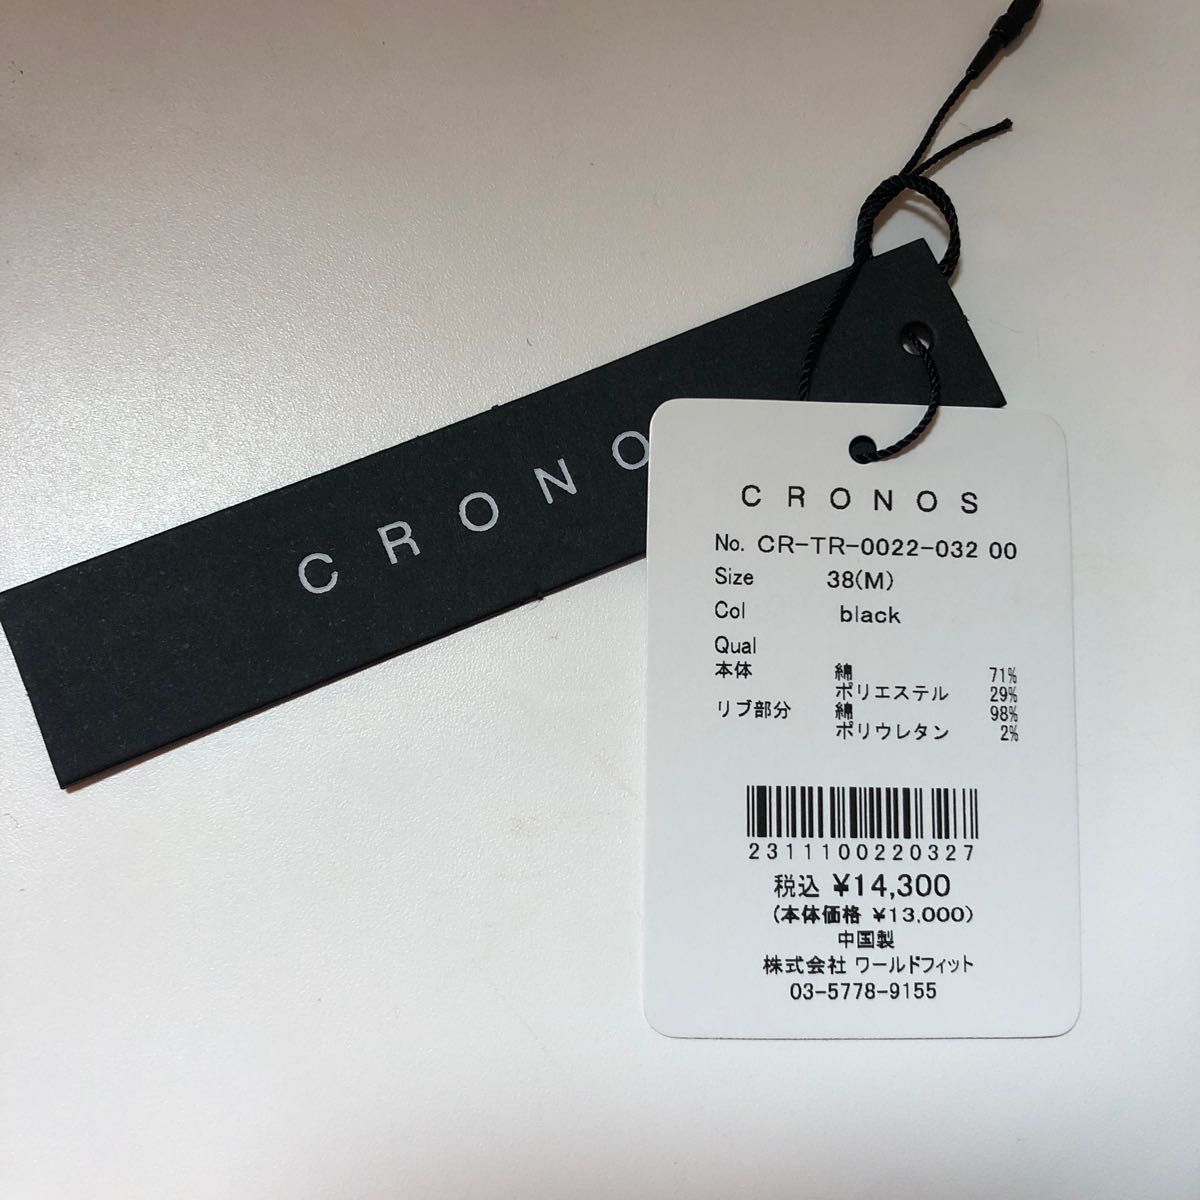 CRONO
CRONOS
No. CR-TR-0022-032 00
Size 38(M)
Col black
Qual
本体 綿 71%
ポリエステル 29%
リブ部分 綿 98%
ポリウレタン 2%
2311100220327
税込 ¥14,300
(本体価格 ¥13,000)
中国製
株式会社 ワールドフィット
03-5778-9155